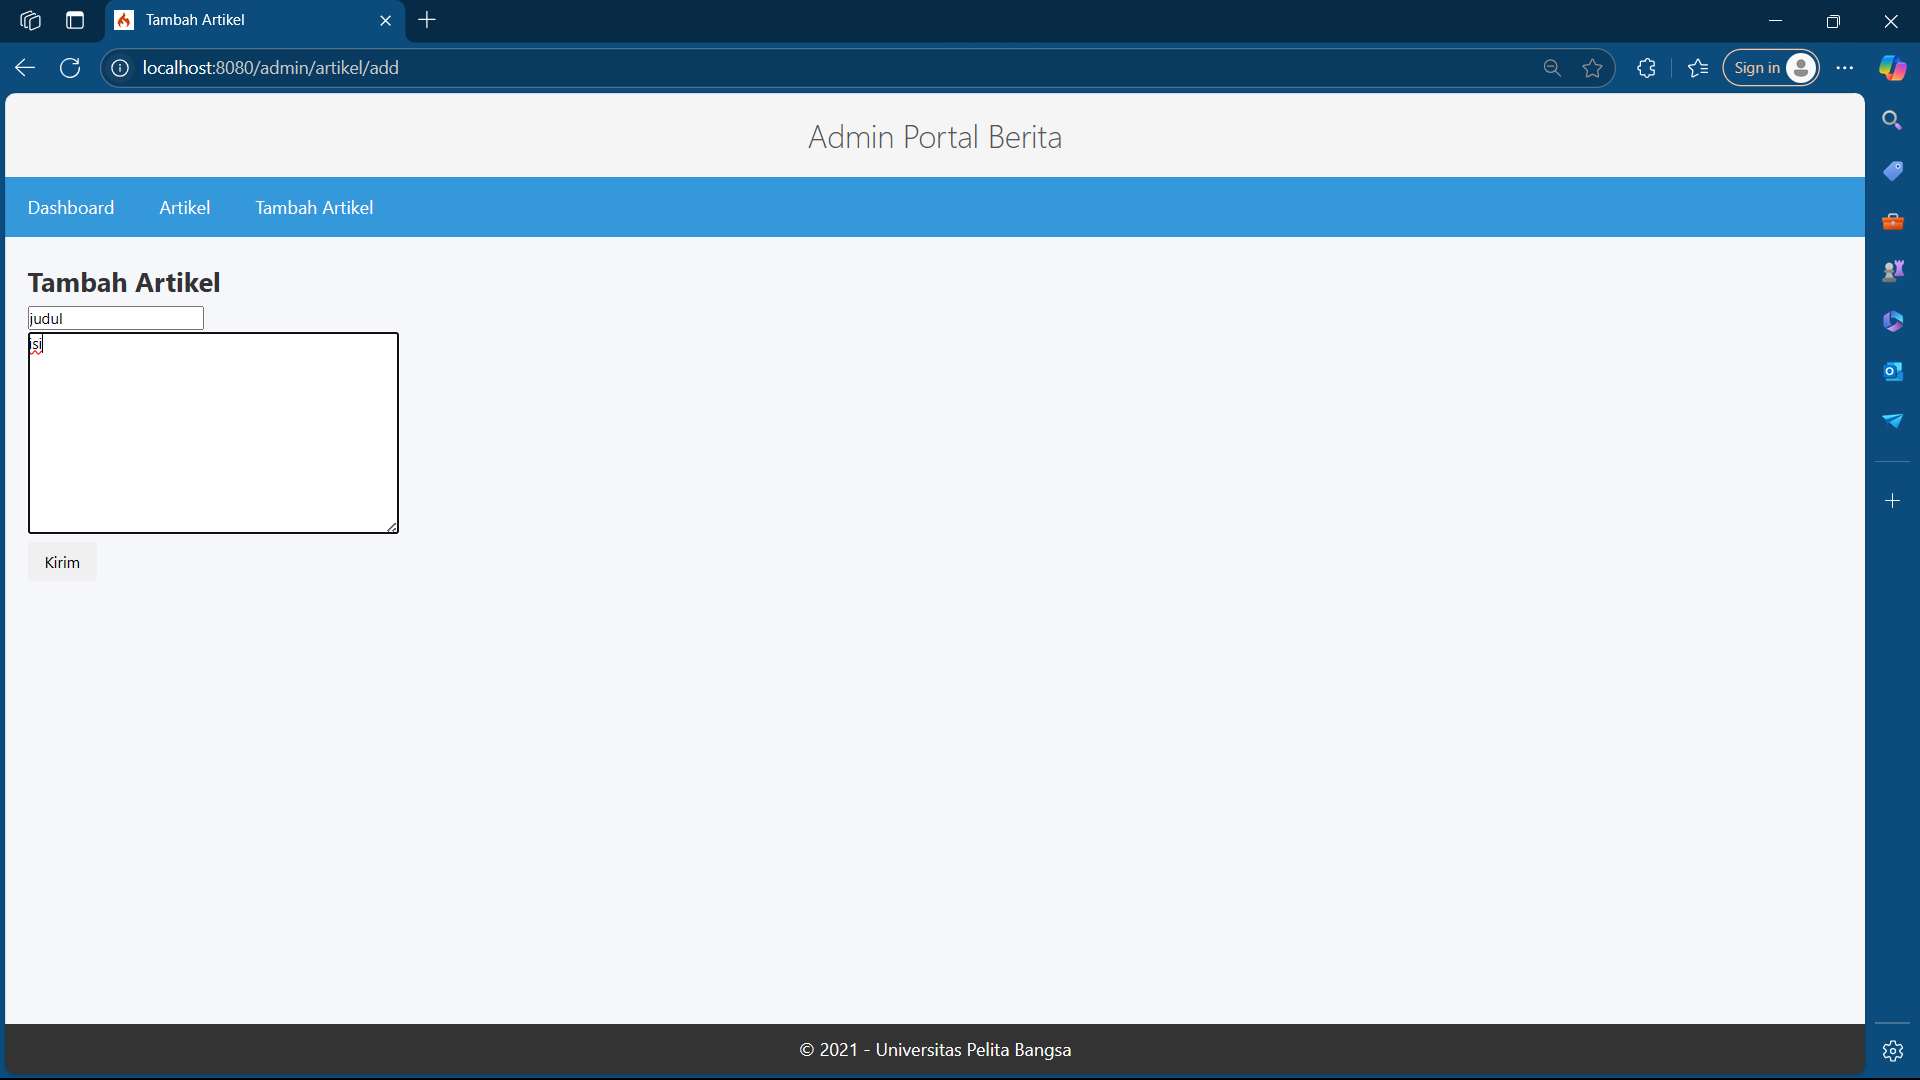 Tambah Artikel
localhost:8080/admin/artikel/add
Sign in
Admin Portal Berita
Dashboard Artikel Tambah Artikel
Tambah Artikel
judul
isi
Kirim
© 2021 - Universitas Pelita Bangsa